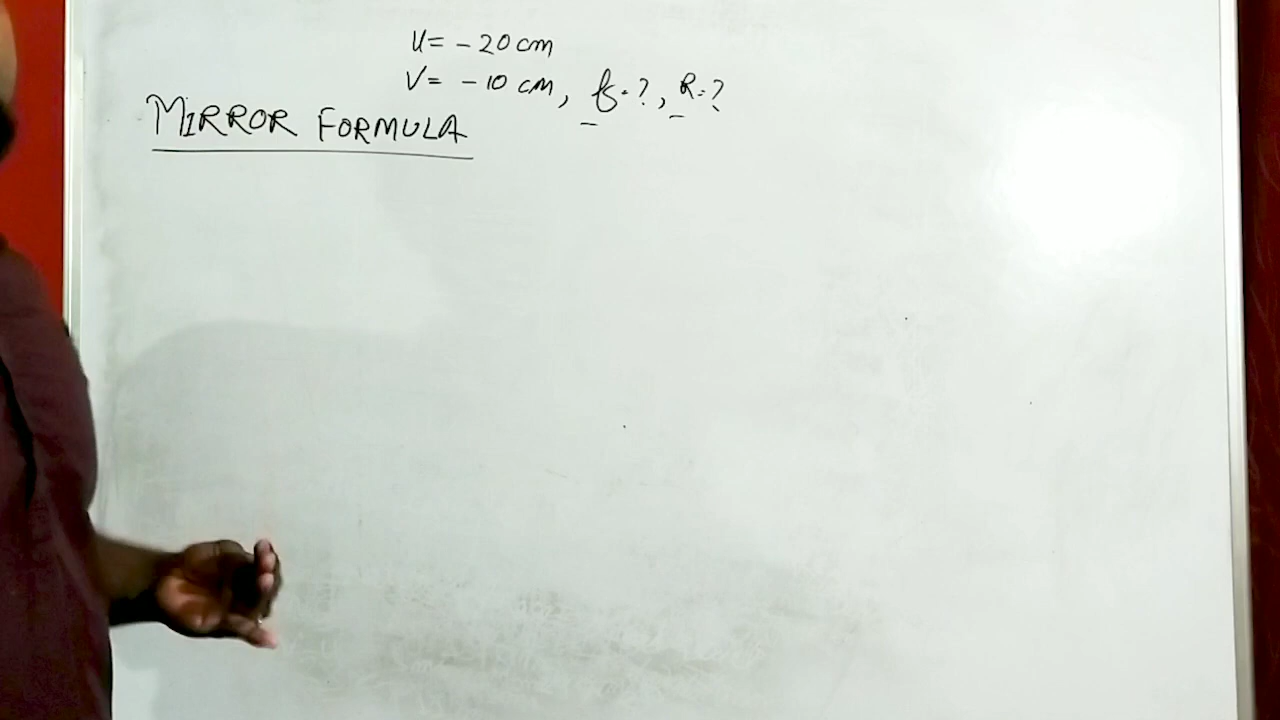 U= - 20 cm
V= - 10 cm, f = ?, R = ?
MIRROR FORMULA